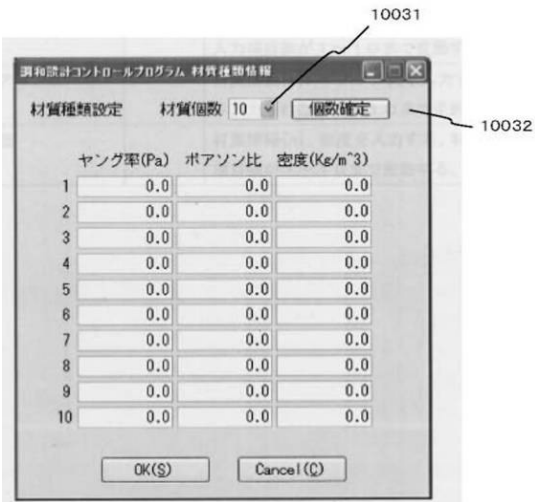 10031
調和設計コントロールプログラム 材質種類情報
材質種類設定 材質個数 10 個数確定
10032
ヤング率(Pa) ポアソン比 密度(Kg/m^3)
1 0.0 0.0 0.0
2 0.0 0.0 0.0
3 0.0 0.0 0.0
4 0.0 0.0 0.0
5 0.0 0.0 0.0
6 0.0 0.0 0.0
7 0.0 0.0 0.0
8 0.0 0.0 0.0
9 0.0 0.0 0.0
10 0.0 0.0 0.0
OK(S) Cancel(C)